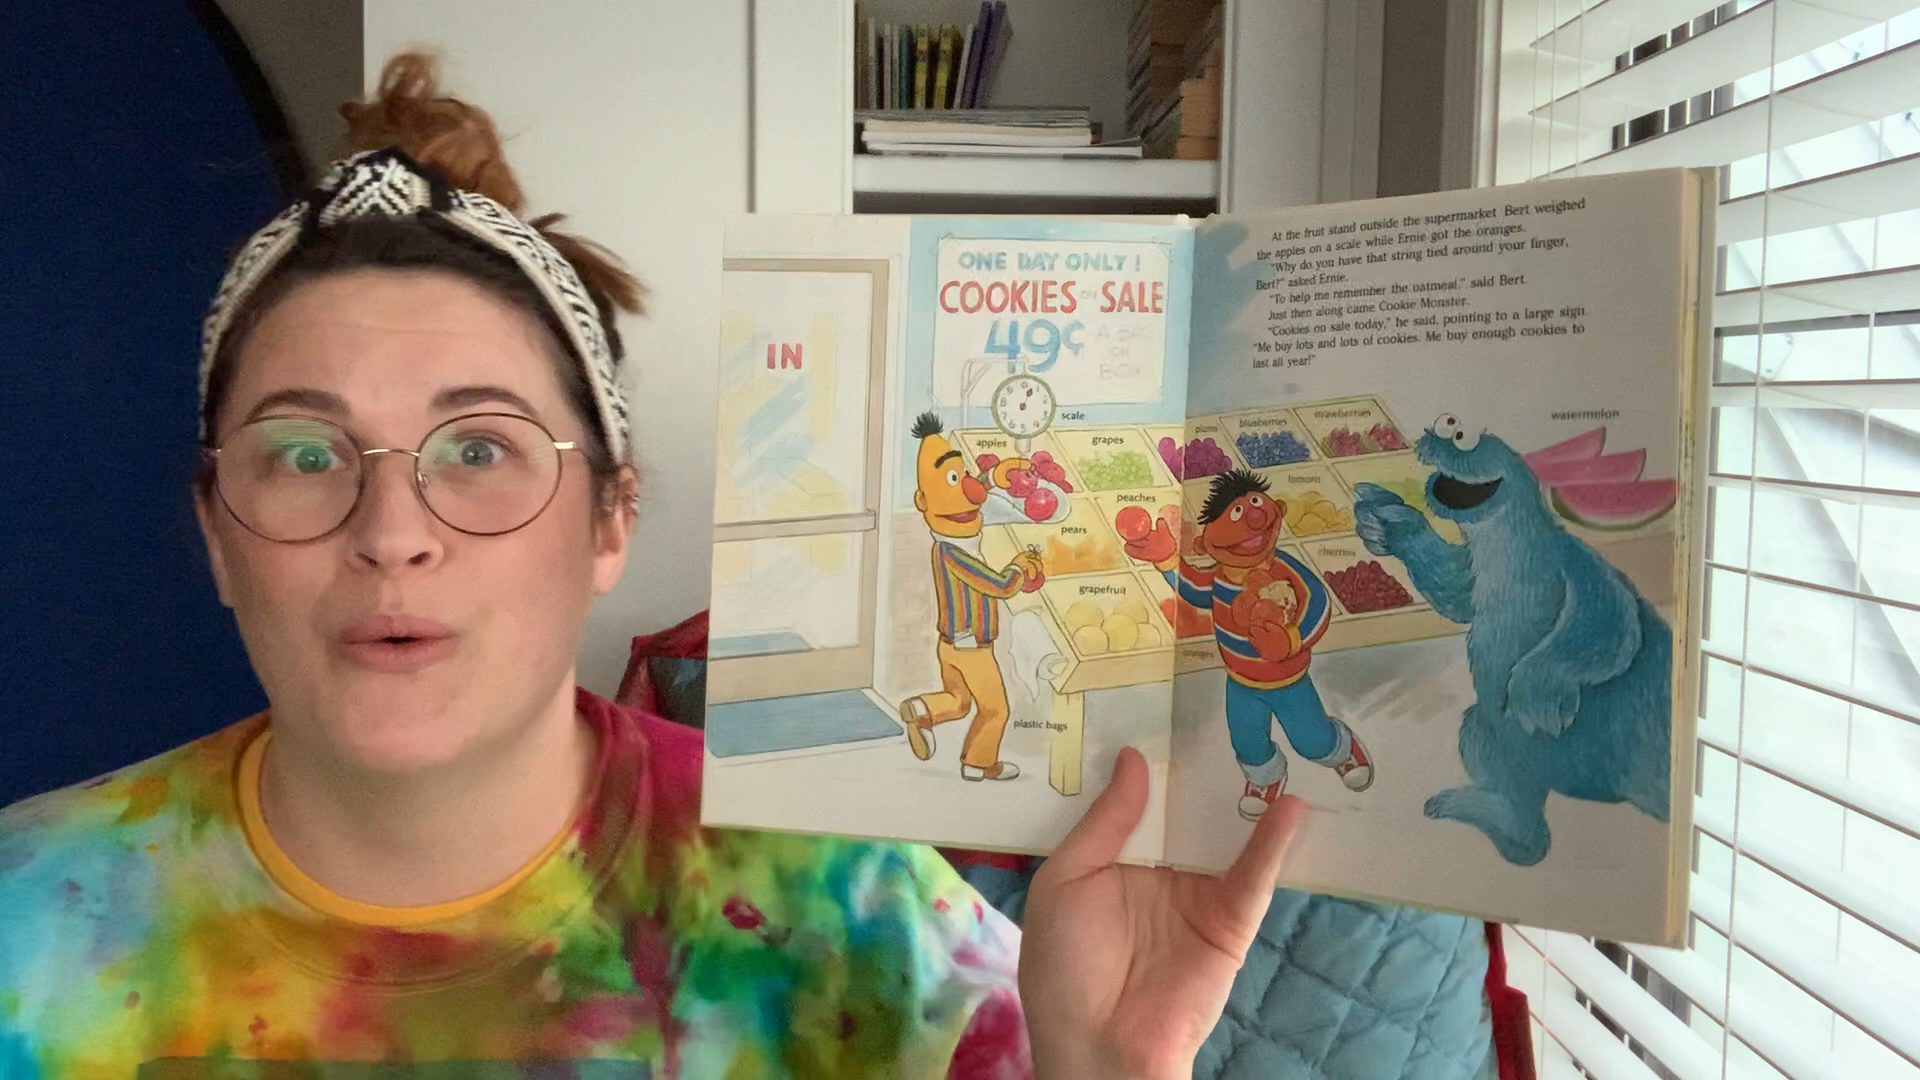 ONE DAY ONLY!
COOKIES ON SALE
49¢ A BAG
OR
BOX
IN
scale
apples
grapes
peaches
pears
grapefruit
plastic bags
At the fruit stand outside the supermarket Bert weighed
the apples on a scale while Ernie got the oranges.
"Why do you have that string tied around your finger,
Bert?" asked Ernie.
"To help me remember the oatmeal," said Bert.
Just then along came Cookie Monster.
"Cookies on sale today," he said, pointing to a large sign.
"Me buy lots and lots of cookies. Me buy enough cookies to
last all year!"
plums
blueberries
strawberries
watermelon
lemons
cherries
oranges